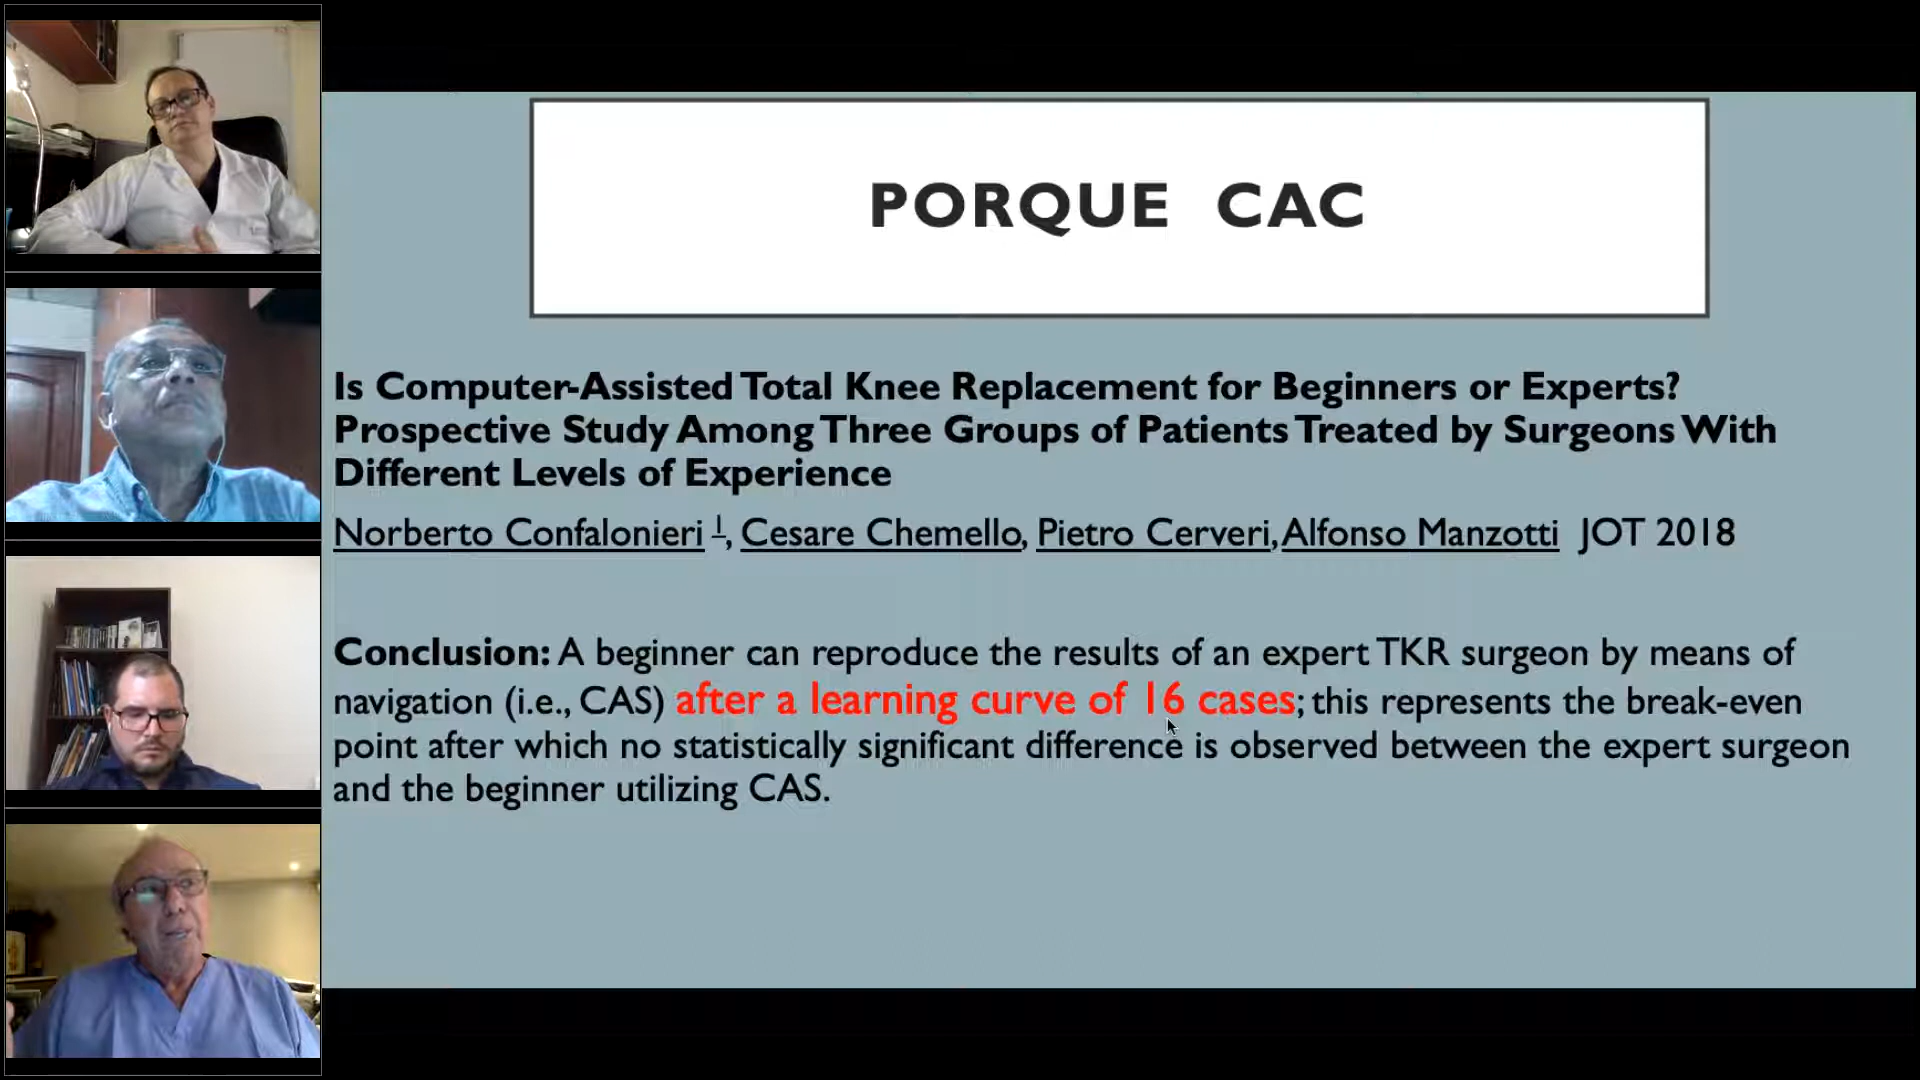 PORQUE CAC
Is Computer-Assisted Total Knee Replacement for Beginners or Experts?
Prospective Study Among Three Groups of Patients Treated by Surgeons With
Different Levels of Experience
Norberto Confalonieri 1, Cesare Chemello, Pietro Cerveri, Alfonso Manzotti JOT 2018
Conclusion: A beginner can reproduce the results of an expert TKR surgeon by means of
navigation (i.e., CAS) after a learning curve of 16 cases; this represents the break-even
point after which no statistically significant difference is observed between the expert surgeon
and the beginner utilizing CAS.